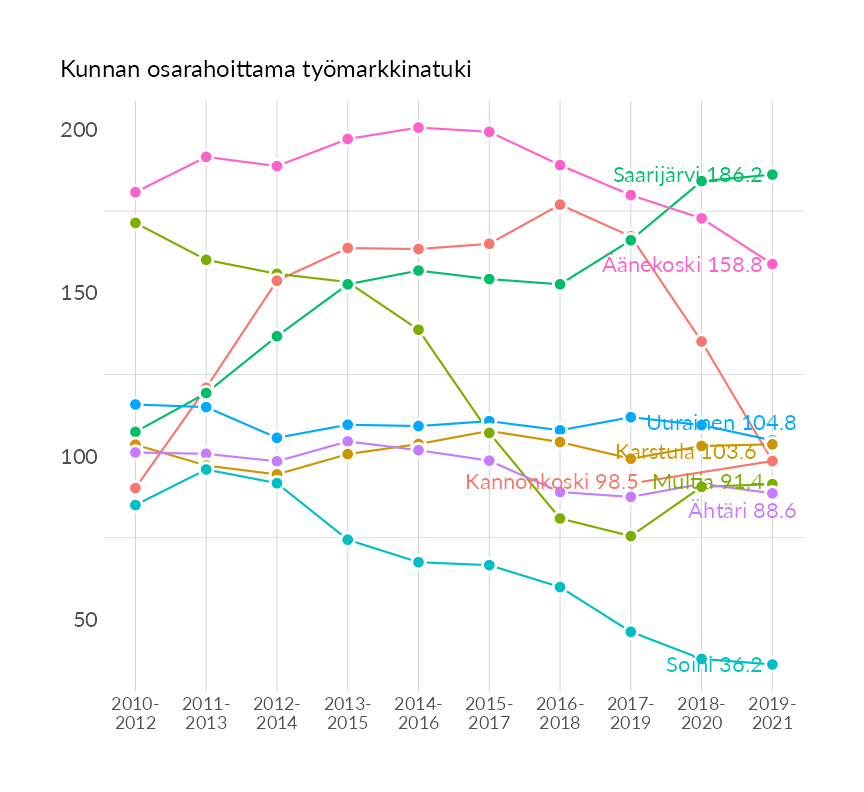 Kunnan osarahoittama työmarkkinatuki
200
Saarijärvi 186.2
Äänekoski 158.8
150
Uurainen 104.8
Karstula 103.6
100
Kannonkoski 98.5
Multia 91.4
Ähtäri 88.6
50
Soini 36.2
2010- 2011- 2012- 2013- 2014- 2015- 2016- 2017- 2018- 2019-
2012 2013 2014 2015 2016 2017 2018 2019 2020 2021